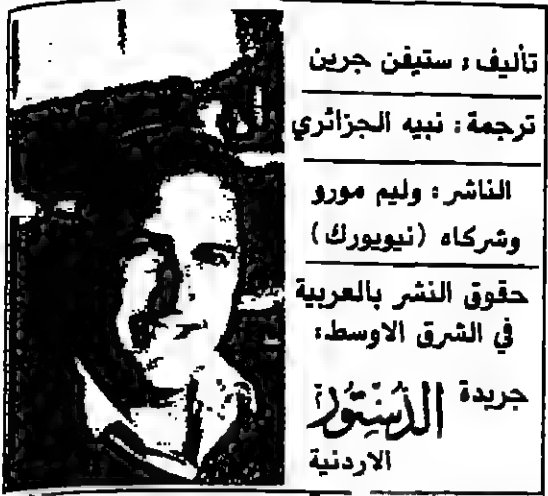 تأليف: ستيفن جرين
ترجمة: نبيه الجزائري
الناشر: وليم مورو
وشركاه (نيويورك)
حقوق النشر بالعربية
في الشرق الاوسط:
جريدة الدستور
الاردنية